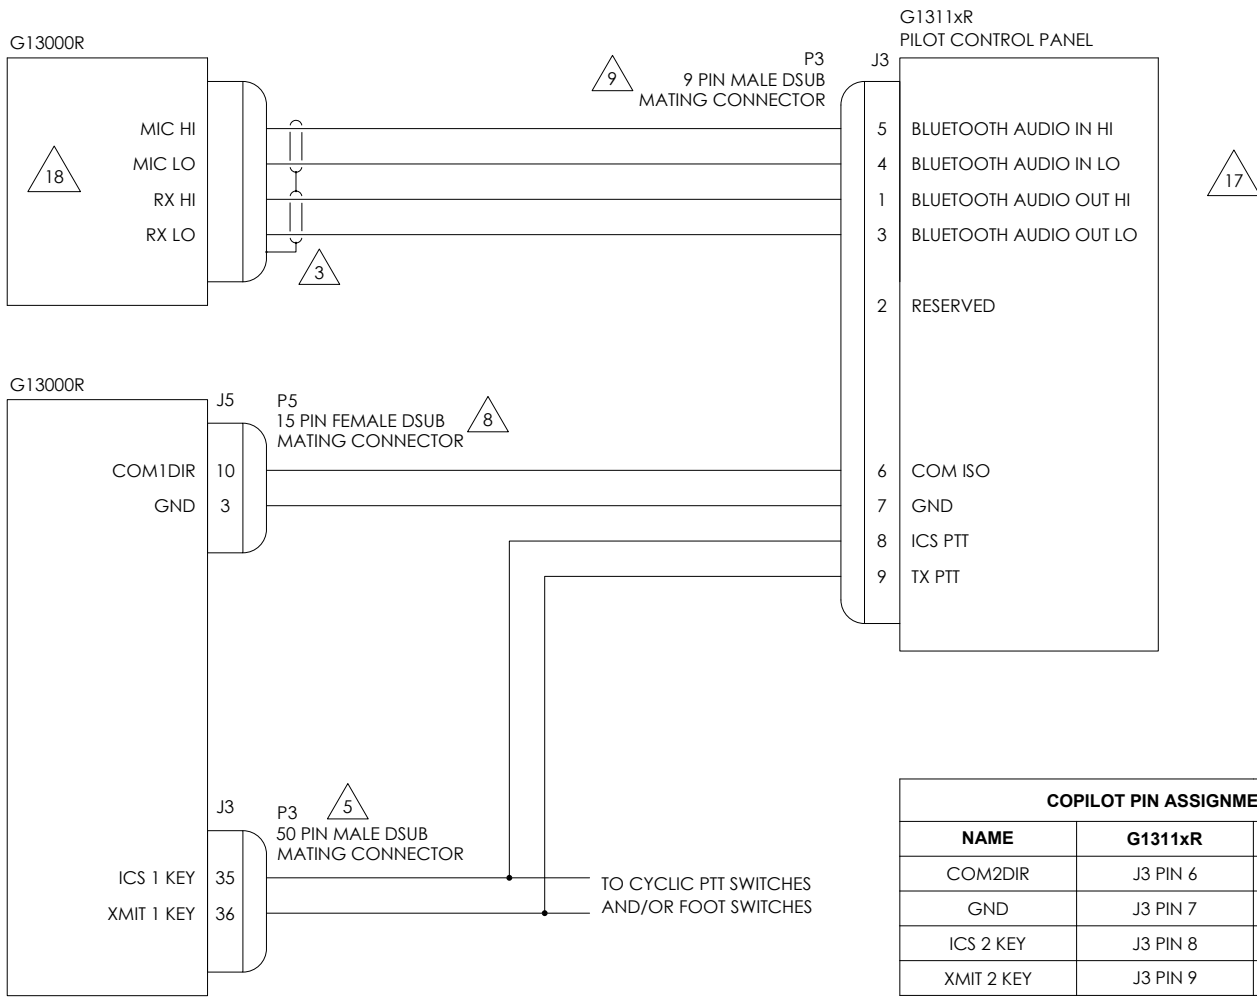 G1311xR
PILOT CONTROL PANEL
G13000R
P3
9 PIN MALE DSUB
MATING CONNECTOR
9
J3
MIC HI
5 BLUETOOTH AUDIO IN HI
MIC LO
4 BLUETOOTH AUDIO IN LO
18
17
RX HI
1 BLUETOOTH AUDIO OUT HI
RX LO
3 BLUETOOTH AUDIO OUT LO
3
2 RESERVED
G13000R
J5
P5
15 PIN FEMALE DSUB
MATING CONNECTOR
8
COM1DIR 10
6 COM ISO
GND 3
7 GND
8 ICS PTT
9 TX PTT
J3
P3
5
50 PIN MALE DSUB
MATING CONNECTOR
ICS 1 KEY 35
XMIT 1 KEY 36
TO CYCLIC PTT SWITCHES
AND/OR FOOT SWITCHES
COPILOT PIN ASSIGNME
NAME G1311xR
COM2DIR J3 PIN 6
GND J3 PIN 7
ICS 2 KEY J3 PIN 8
XMIT 2 KEY J3 PIN 9